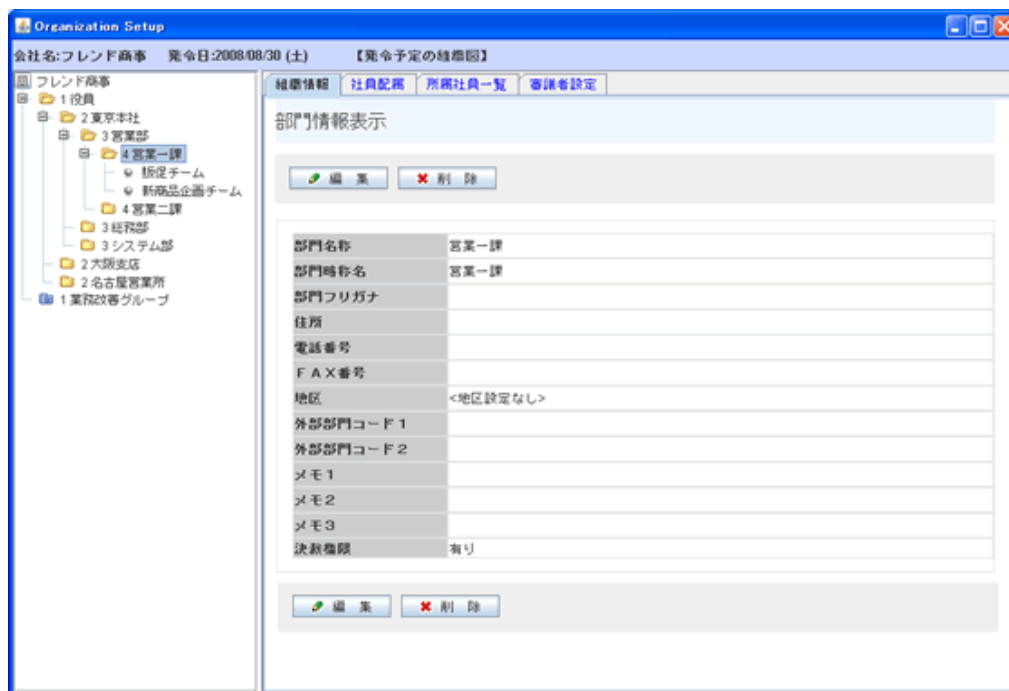 Organization Setup
会社名:フレンド商事 発令日:2008/08/30 (土) 【発令予定の組織図】
フレンド商事
1 役員
2 東京本社
3 営業部
4 営業一課
販促チーム
新商品企画チーム
4 営業二課
3 総務部
3 システム部
2 大阪支店
2 名古屋営業所
1 業務改善グループ
組織情報 社員配属 所属社員一覧 審議者設定
部門情報表示
編 集 削 除
部門名称 営業一課
部門略称名 営業一課
部門フリガナ
住所
電話番号
ＦＡＸ番号
地区 <地区設定なし>
外部部門コード１
外部部門コード２
メモ１
メモ２
メモ３
決裁権限 有り
編 集 削 除